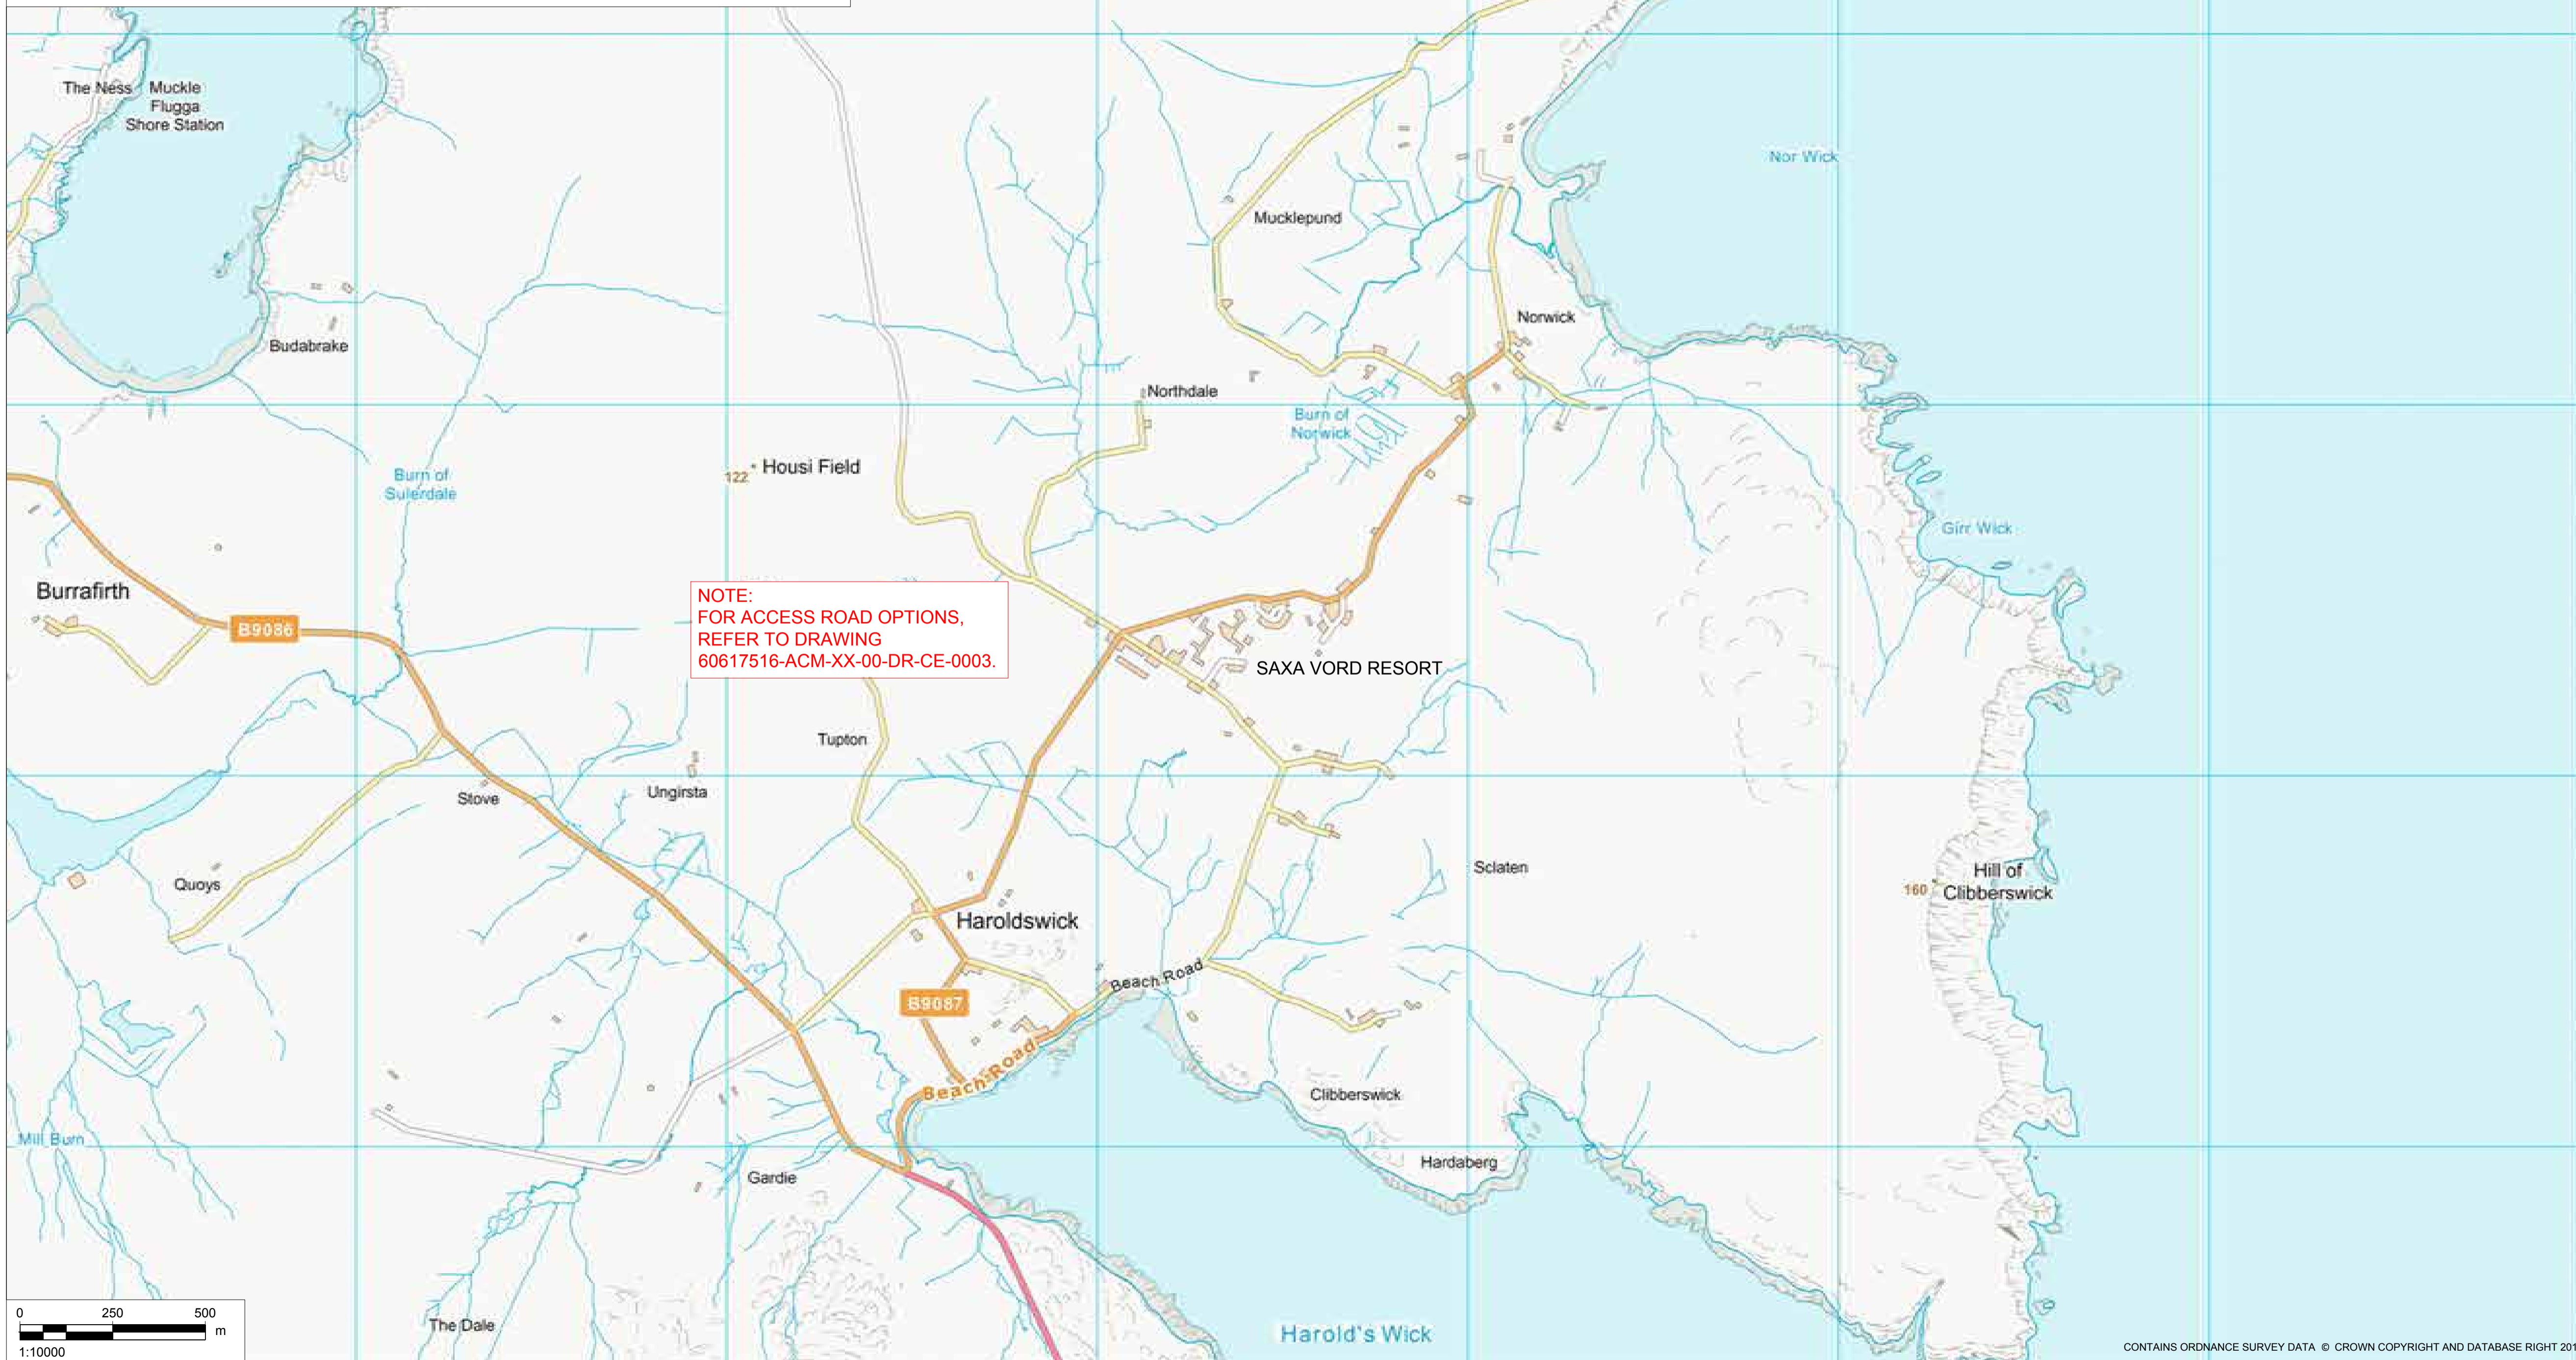 The Ness
Muckle
Flugga
Shore Station
Nor Wick
Mucklepund
Norwick
Budabrake
Northdale
Burn of
Norwick
122
Housi Field
Burn of
Sulerdale
Girr Wick
Burrafirth
B9086
NOTE:
FOR ACCESS ROAD OPTIONS,
REFER TO DRAWING
60617516-ACM-XX-00-DR-CE-0003.
SAXA VORD RESORT
Tupton
Ungirsta
Stove
Sclaten
Quoys
160
Hill of
Clibberswick
Haroldswick
Beach Road
B9087
Beach Road
Clibberswick
Mill Burn
Hardaberg
Gardie
The Dale
Harold's Wick
0 250 500
m
1:10000
CONTAINS ORDNANCE SURVEY DATA © CROWN COPYRIGHT AND DATABASE RIGHT